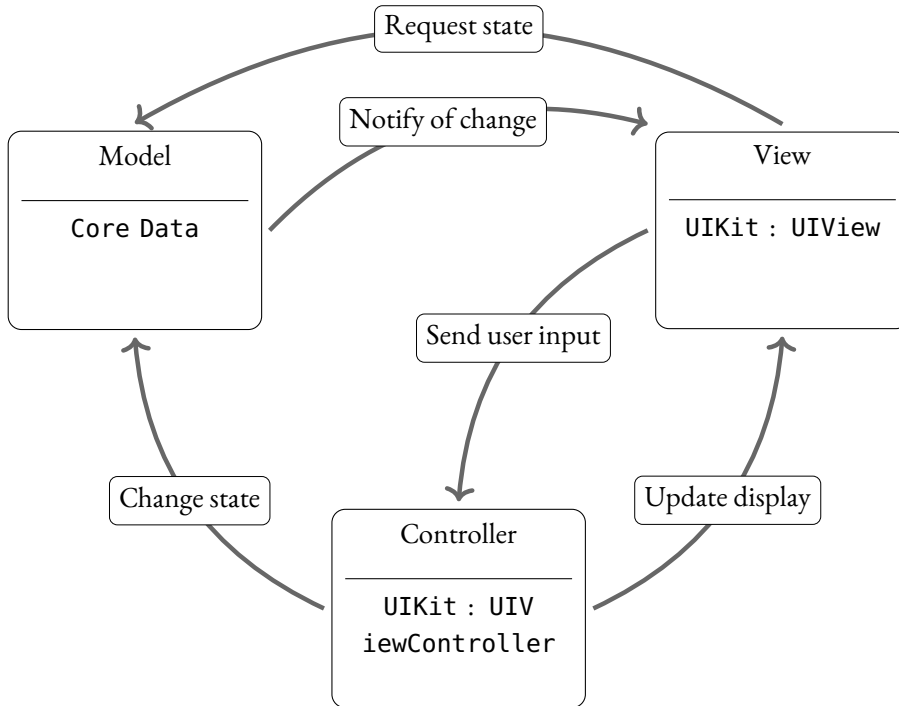 Request state
Notify of change
Model
Core Data
View
UIKit : UIView
Send user input
Change state
Update display
Controller
UIKit : UIV
iewController